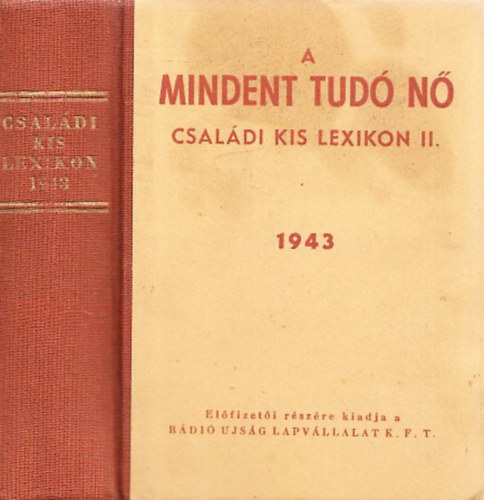 CSALÁDI
KIS
LEXIKON
1943
A
MINDENT TUDÓ NŐ
CSALÁDI KIS LEXIKON II.
1943
Előfizetői részére kiadja a
RÁDIÓ UJSÁG LAPVÁLLALAT K. F. T.